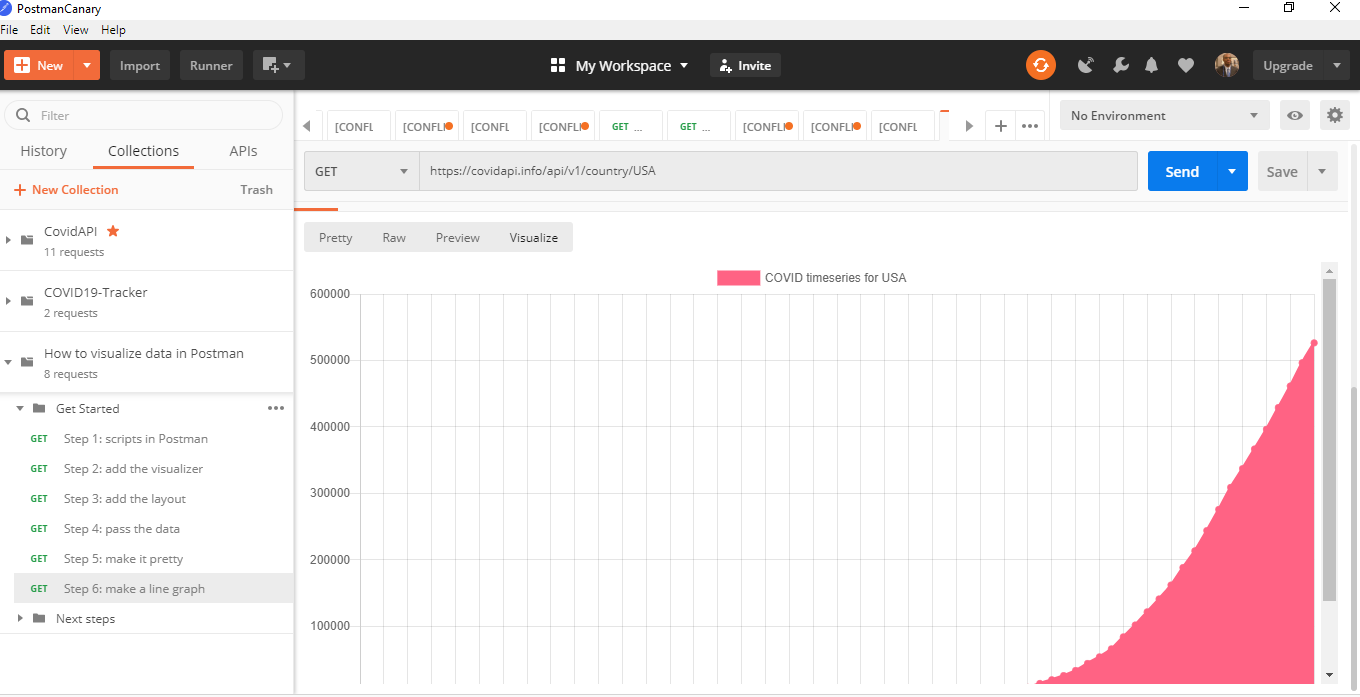 PostmanCanary
File Edit View Help
New Import Runner My Workspace Invite Upgrade
Filter
History Collections APIs
New Collection Trash
CovidAPI
11 requests
COVID19-Tracker
2 requests
How to visualize data in Postman
8 requests
Get Started
GET Step 1: scripts in Postman
GET Step 2: add the visualizer
GET Step 3: add the layout
GET Step 4: pass the data
GET Step 5: make it pretty
GET Step 6: make a line graph
Next steps
[CONFL [CONFLI [CONFL [CONFLI GET ... GET ... [CONFLI [CONFLI [CONFL
No Environment
GET https://covidapi.info/api/v1/country/USA Send Save
Pretty Raw Preview Visualize
COVID timeseries for USA
600000
500000
400000
300000
200000
100000